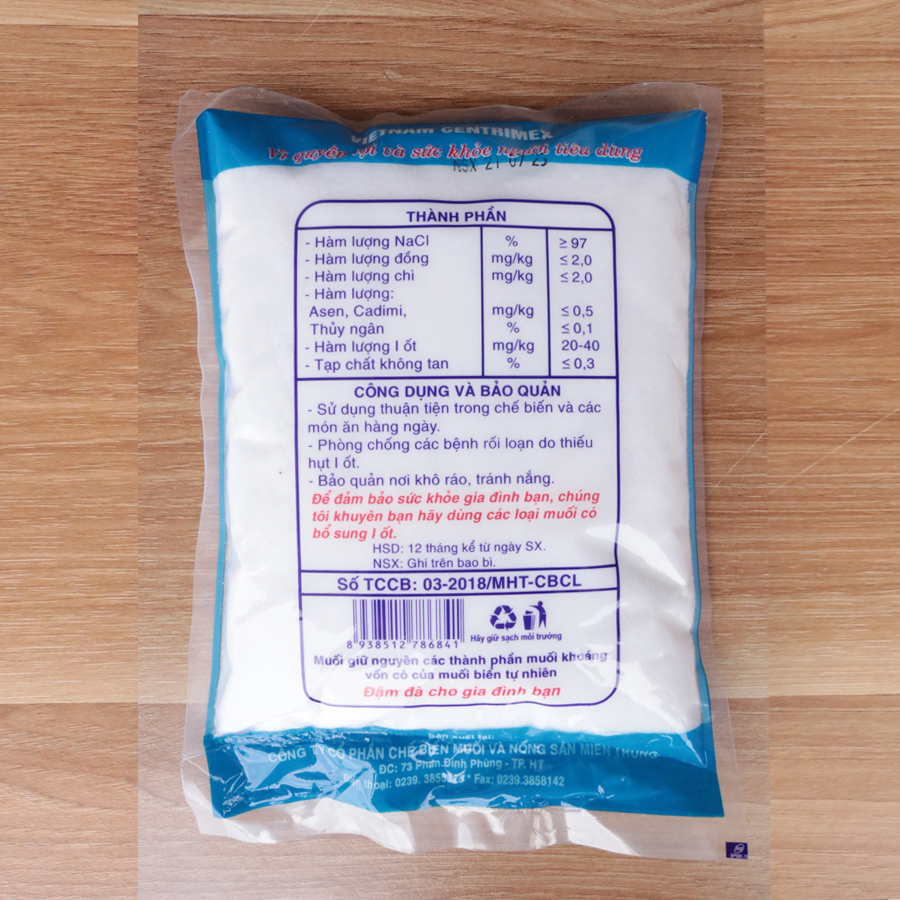 VIETNAM CENTRIMEX
Vì quyền lợi và sức khỏe người tiêu dùng
NSX 21 07 23
THÀNH PHẦN
- Hàm lượng NaCl % ≥ 97
- Hàm lượng đồng mg/kg ≤ 2,0
- Hàm lượng chì mg/kg ≤ 2,0
- Hàm lượng:
Asen, Cadimi, mg/kg ≤ 0,5
Thủy ngân % ≤ 0,1
- Hàm lượng I ốt mg/kg 20-40
- Tạp chất không tan % ≤ 0,3
CÔNG DỤNG VÀ BẢO QUẢN
- Sử dụng thuận tiện trong chế biến và các
món ăn hàng ngày.
- Phòng chống các bệnh rối loạn do thiếu
hụt I ốt.
- Bảo quản nơi khô ráo, tránh nắng.
Để đảm bảo sức khỏe gia đình bạn, chúng
tôi khuyên bạn hãy dùng các loại muối có
bổ sung I ốt.
HSD: 12 tháng kể từ ngày SX.
NSX: Ghi trên bao bì.
Số TCCB: 03-2018/MHT-CBCL
8 938512 786841
Hãy giữ sạch môi trường
Muối giữ nguyên các thành phần muối khoáng
vốn có của muối biển tự nhiên
Đậm đà cho gia đình bạn
xuất tại:
CÔNG TY CỔ PHẦN CHẾ BIẾN MUỐI VÀ NÔNG SẢN MIỀN TRUNG
ĐC: 73 Phan Đình Phùng - TP. HT
thoại: 0239. * Fax: 0239.3858142